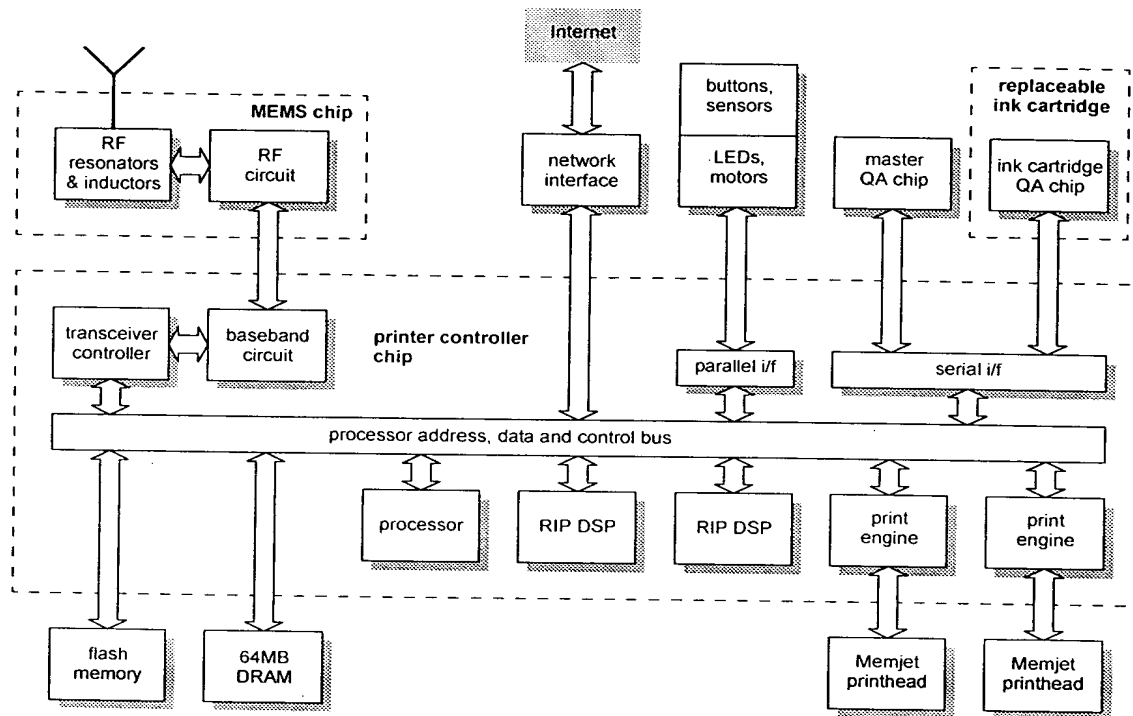 Internet
MEMS chip
RF
resonators
& inductors
RF
circuit
network
interface
buttons,
sensors
LEDs,
motors
master
QA chip
replaceable
ink cartridge
ink cartridge
QA chip
transceiver
controller
baseband
circuit
printer controller
chip
parallel i/f
serial i/f
processor address, data and control bus
processor
RIP DSP
RIP DSP
print
engine
print
engine
flash
memory
64MB
DRAM
Memjet
printhead
Memjet
printhead